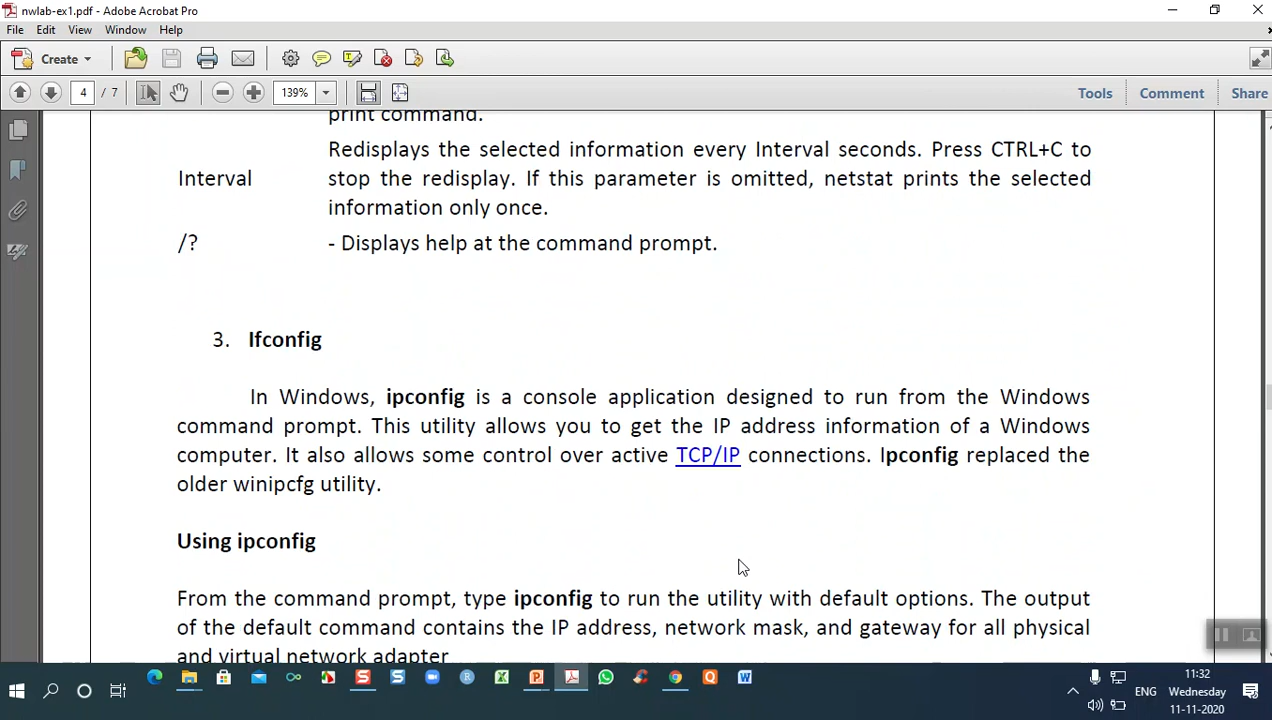 nwlab-ex1.pdf - Adobe Acrobat Pro
File Edit View Window Help
Create
4 / 7 139% Tools Comment Share
print command.
Redisplays the selected information every Interval seconds. Press CTRL+C to
Interval stop the redisplay. If this parameter is omitted, netstat prints the selected
information only once.
/? - Displays help at the command prompt.
3. Ifconfig
In Windows, ipconfig is a console application designed to run from the Windows
command prompt. This utility allows you to get the IP address information of a Windows
computer. It also allows some control over active TCP/IP connections. Ipconfig replaced the
older winipcfg utility.
Using ipconfig
From the command prompt, type ipconfig to run the utility with default options. The output
of the default command contains the IP address, network mask, and gateway for all physical
and virtual network adapter
11:32
ENG Wednesday
11-11-2020